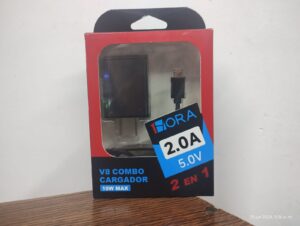 1HORA
2.0A
5.0V
V8 COMBO
CARGADOR
10W MAX
2 EN 1